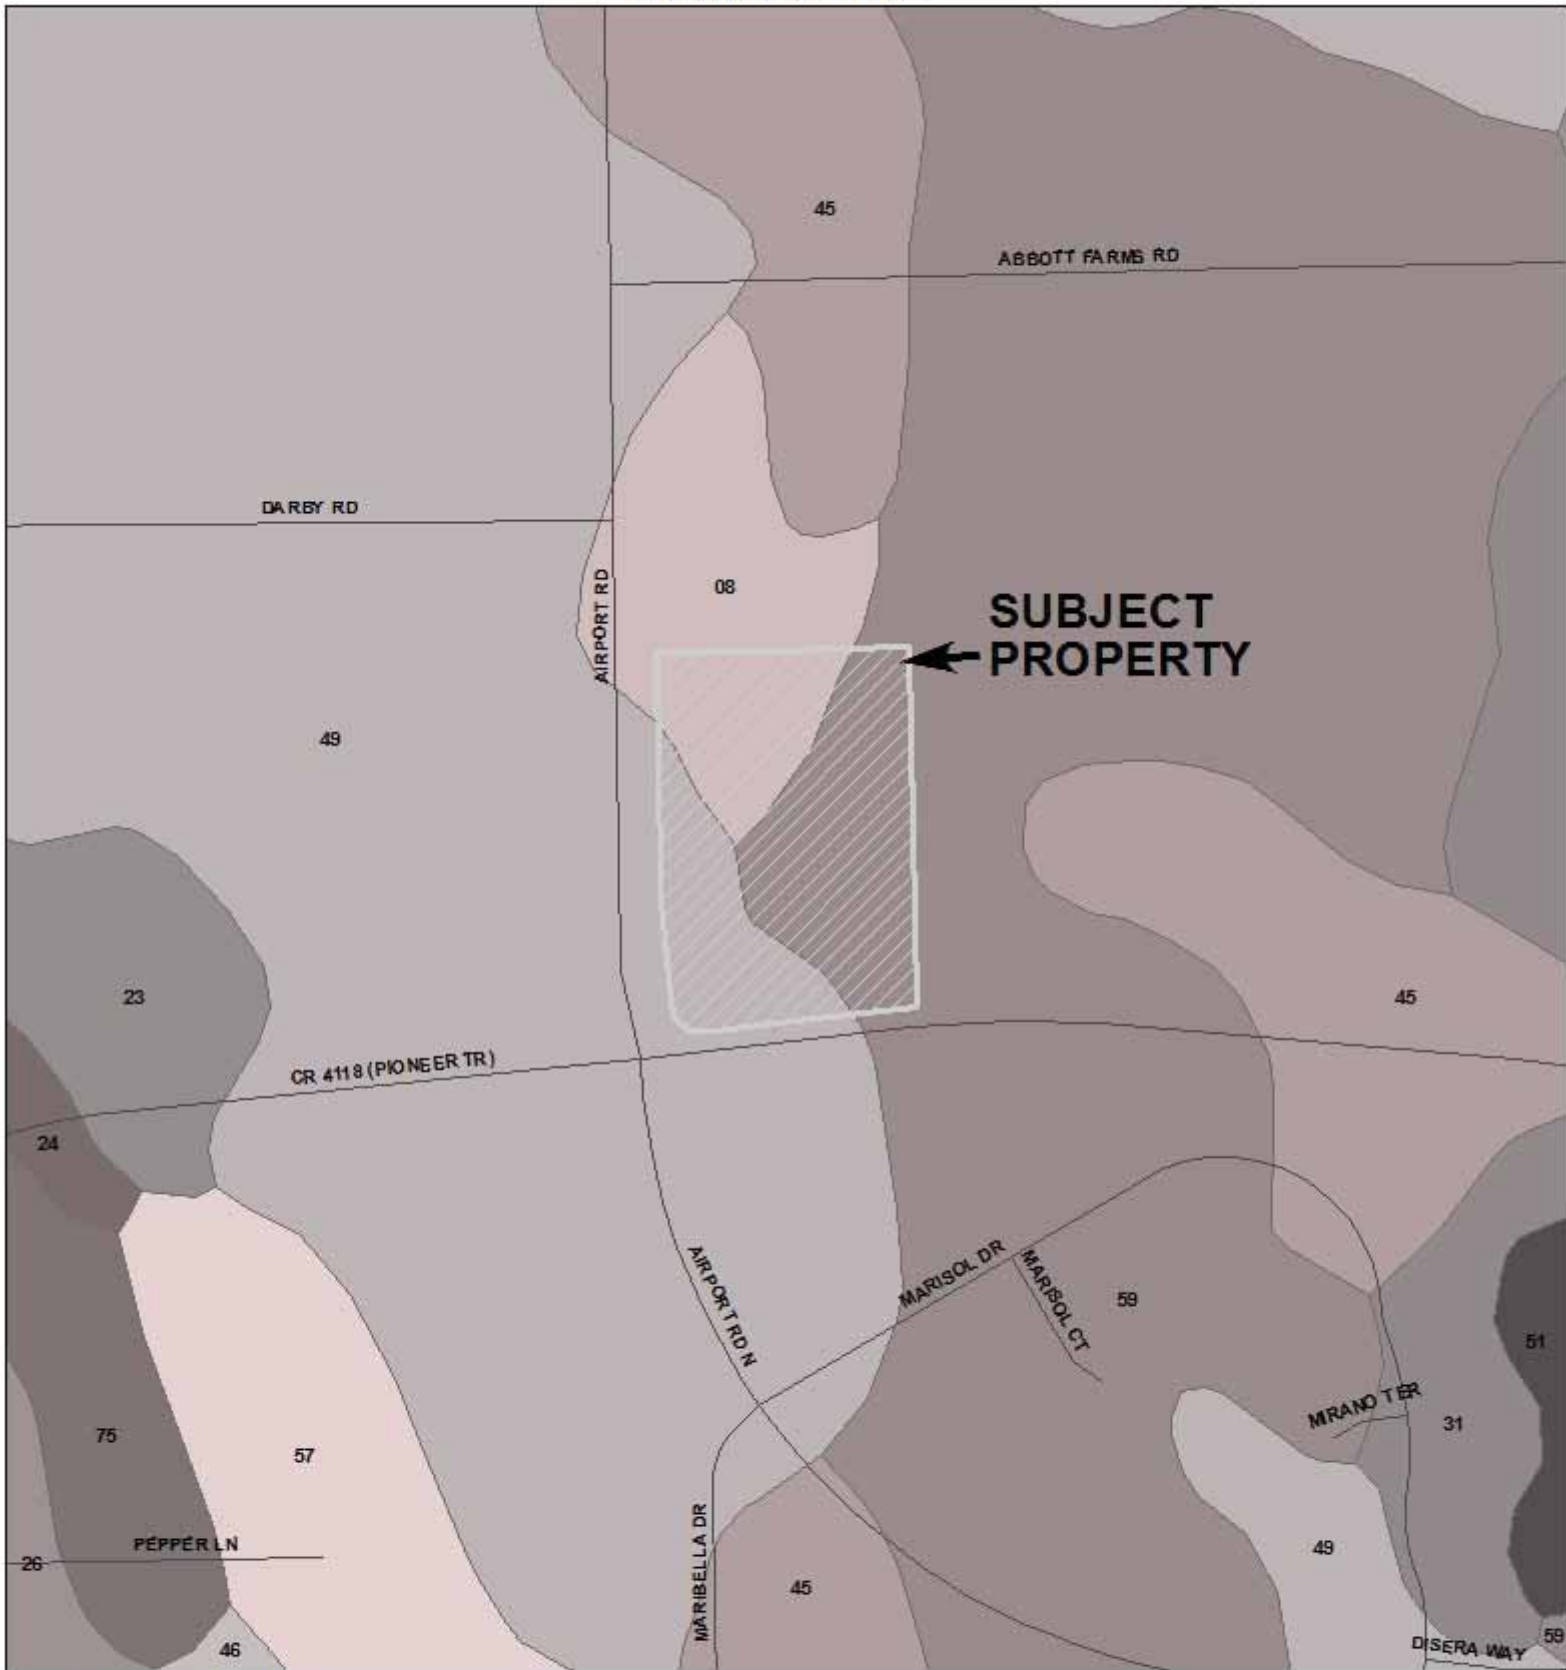 45
ABBOTT FARMS RD
DARBY RD
AIRPORT RD
08
SUBJECT
PROPERTY
49
23
45
CR 4118 (PIONEER TR)
24
AIRPORT RD N
MARISOL DR
MARISOL CT
59
51
MIRANO TER
31
75
57
PEPPER LN
26
MARIBELLA DR
49
45
46
DISERA WAY
59